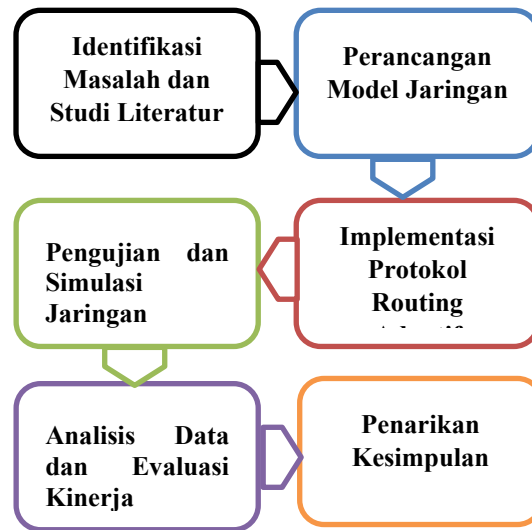 Identifikasi
Masalah dan
Studi Literatur
Perancangan
Model Jaringan
Implementasi
Protokol
Routing
Pengujian dan
Simulasi
Jaringan
Analisis Data
dan Evaluasi
Kinerja
Penarikan
Kesimpulan